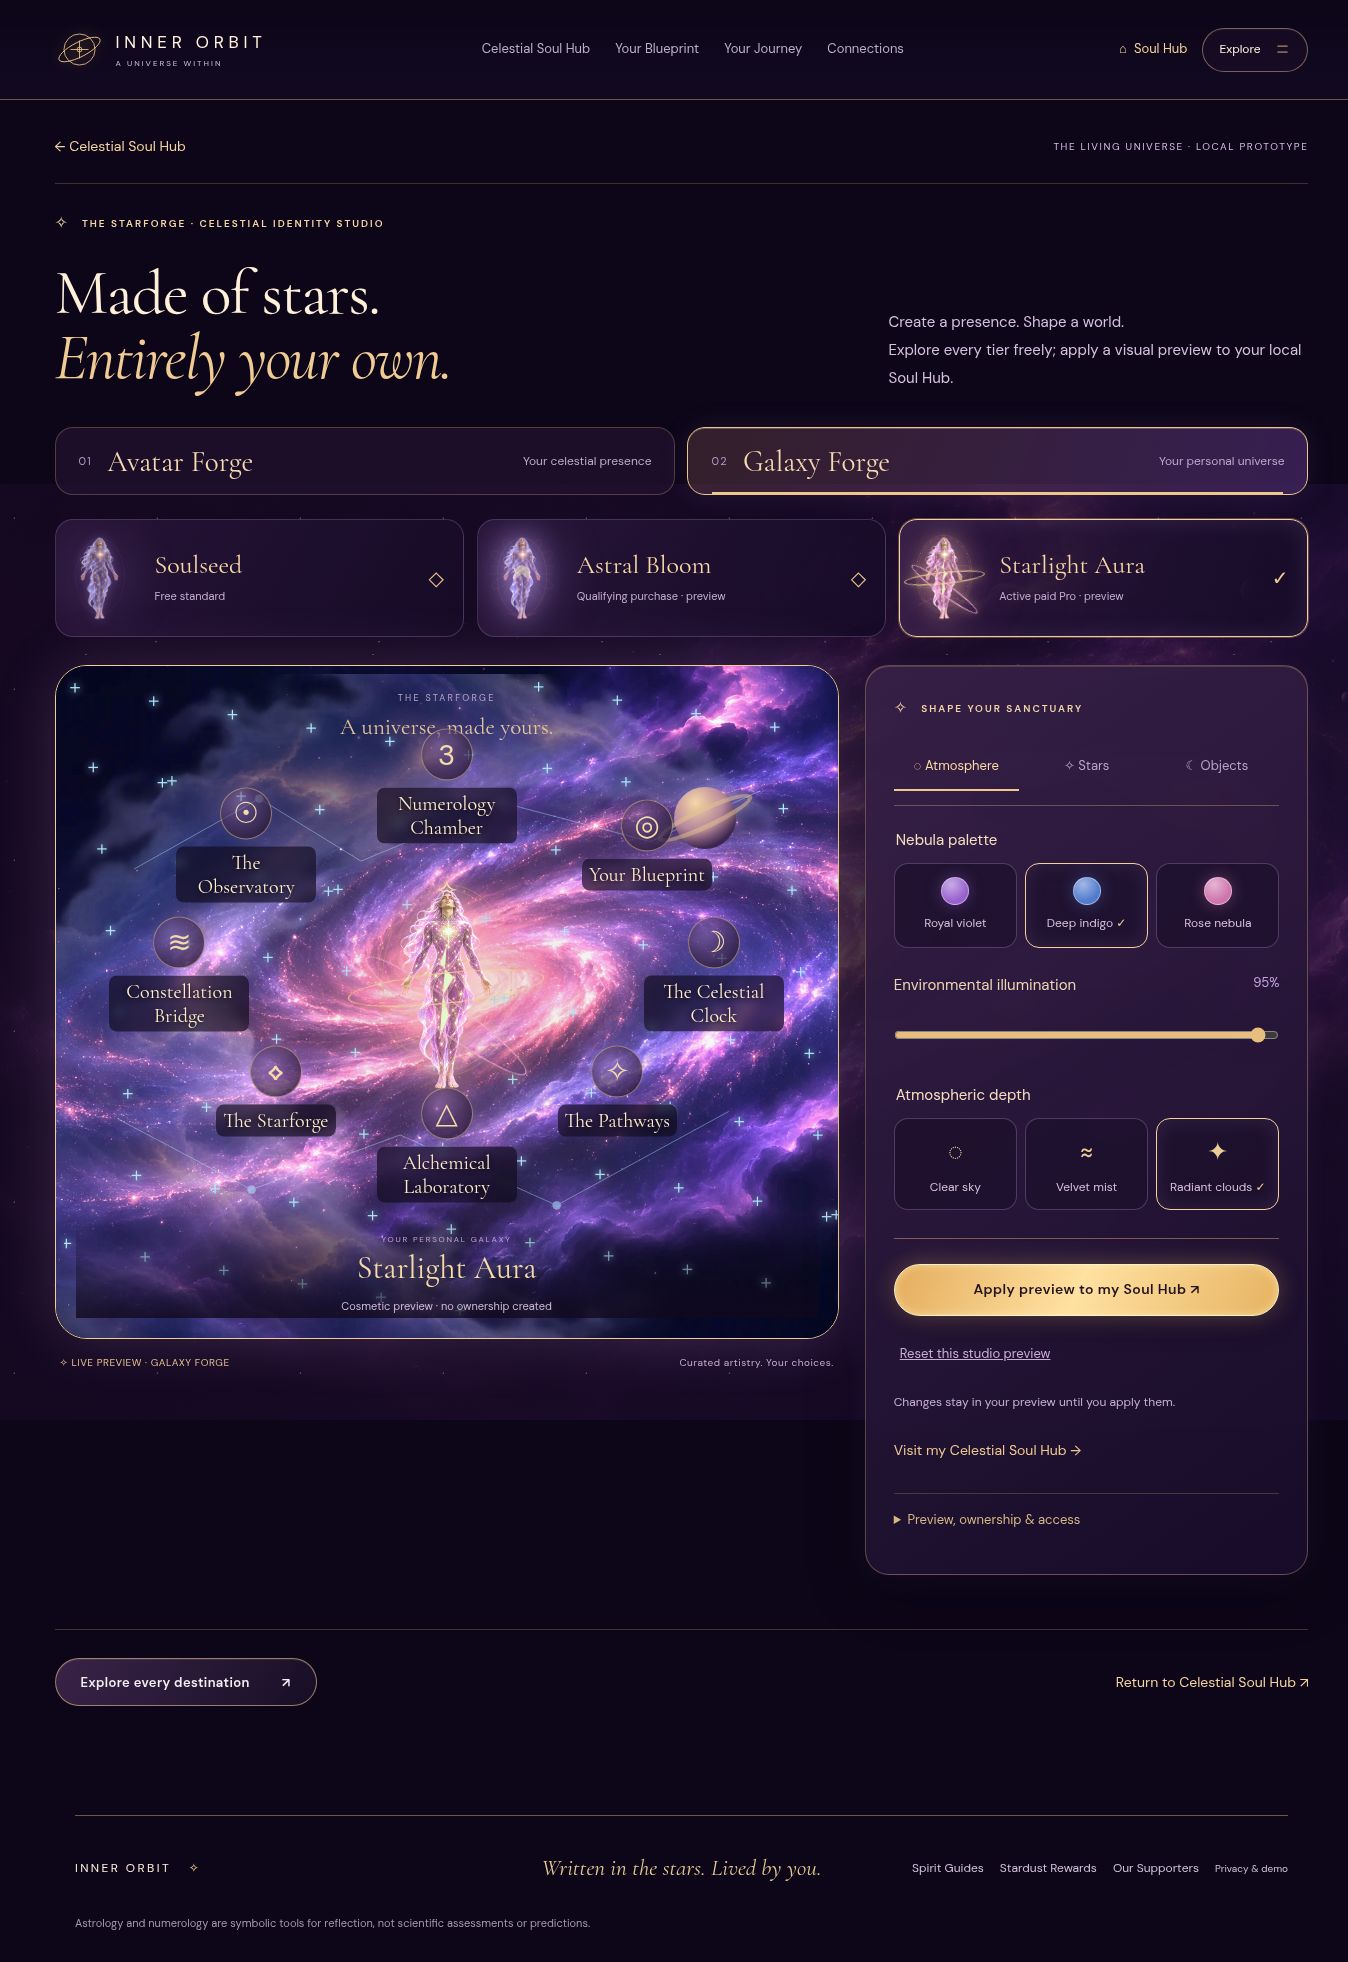 INNER ORBIT
A UNIVERSE WITHIN
Celestial Soul Hub
Your Blueprint
Your Journey
Connections
⌂ Soul Hub
Explore
← Celestial Soul Hub
THE LIVING UNIVERSE · LOCAL PROTOTYPE
✧ THE STARFORGE · CELESTIAL IDENTITY STUDIO
Made of stars.
Entirely your own.
Create a presence. Shape a world.
Explore every tier freely; apply a visual preview to your local
Soul Hub.
01 Avatar Forge
Your celestial presence
02 Galaxy Forge
Your personal universe
Soulseed
Free standard
◇
Astral Bloom
Qualifying purchase · preview
◇
Starlight Aura
Active paid Pro · preview
✓
THE STARFORGE
A universe, made yours.
3
Numerology
Chamber
☉
The
Observatory
◎
Your Blueprint
≋
Constellation
Bridge
☽
The Celestial
Clock
⋄
The Starforge
✧
The Pathways
△
Alchemical
Laboratory
YOUR PERSONAL GALAXY
Starlight Aura
Cosmetic preview · no ownership created
✧ LIVE PREVIEW · GALAXY FORGE
Curated artistry. Your choices.
✧ SHAPE YOUR SANCTUARY
○ Atmosphere
✧ Stars
☾ Objects
Nebula palette
Royal violet
Deep indigo ✓
Rose nebula
Environmental illumination
95%
Atmospheric depth
◌
Clear sky
≈
Velvet mist
✦
Radiant clouds ✓
Apply preview to my Soul Hub ↗
Reset this studio preview
Changes stay in your preview until you apply them.
Visit my Celestial Soul Hub →
▶ Preview, ownership & access
Explore every destination ↗
Return to Celestial Soul Hub ↗
INNER ORBIT ✧
Written in the stars. Lived by you.
Spirit Guides
Stardust Rewards
Our Supporters
Privacy & demo
Astrology and numerology are symbolic tools for reflection, not scientific assessments or predictions.